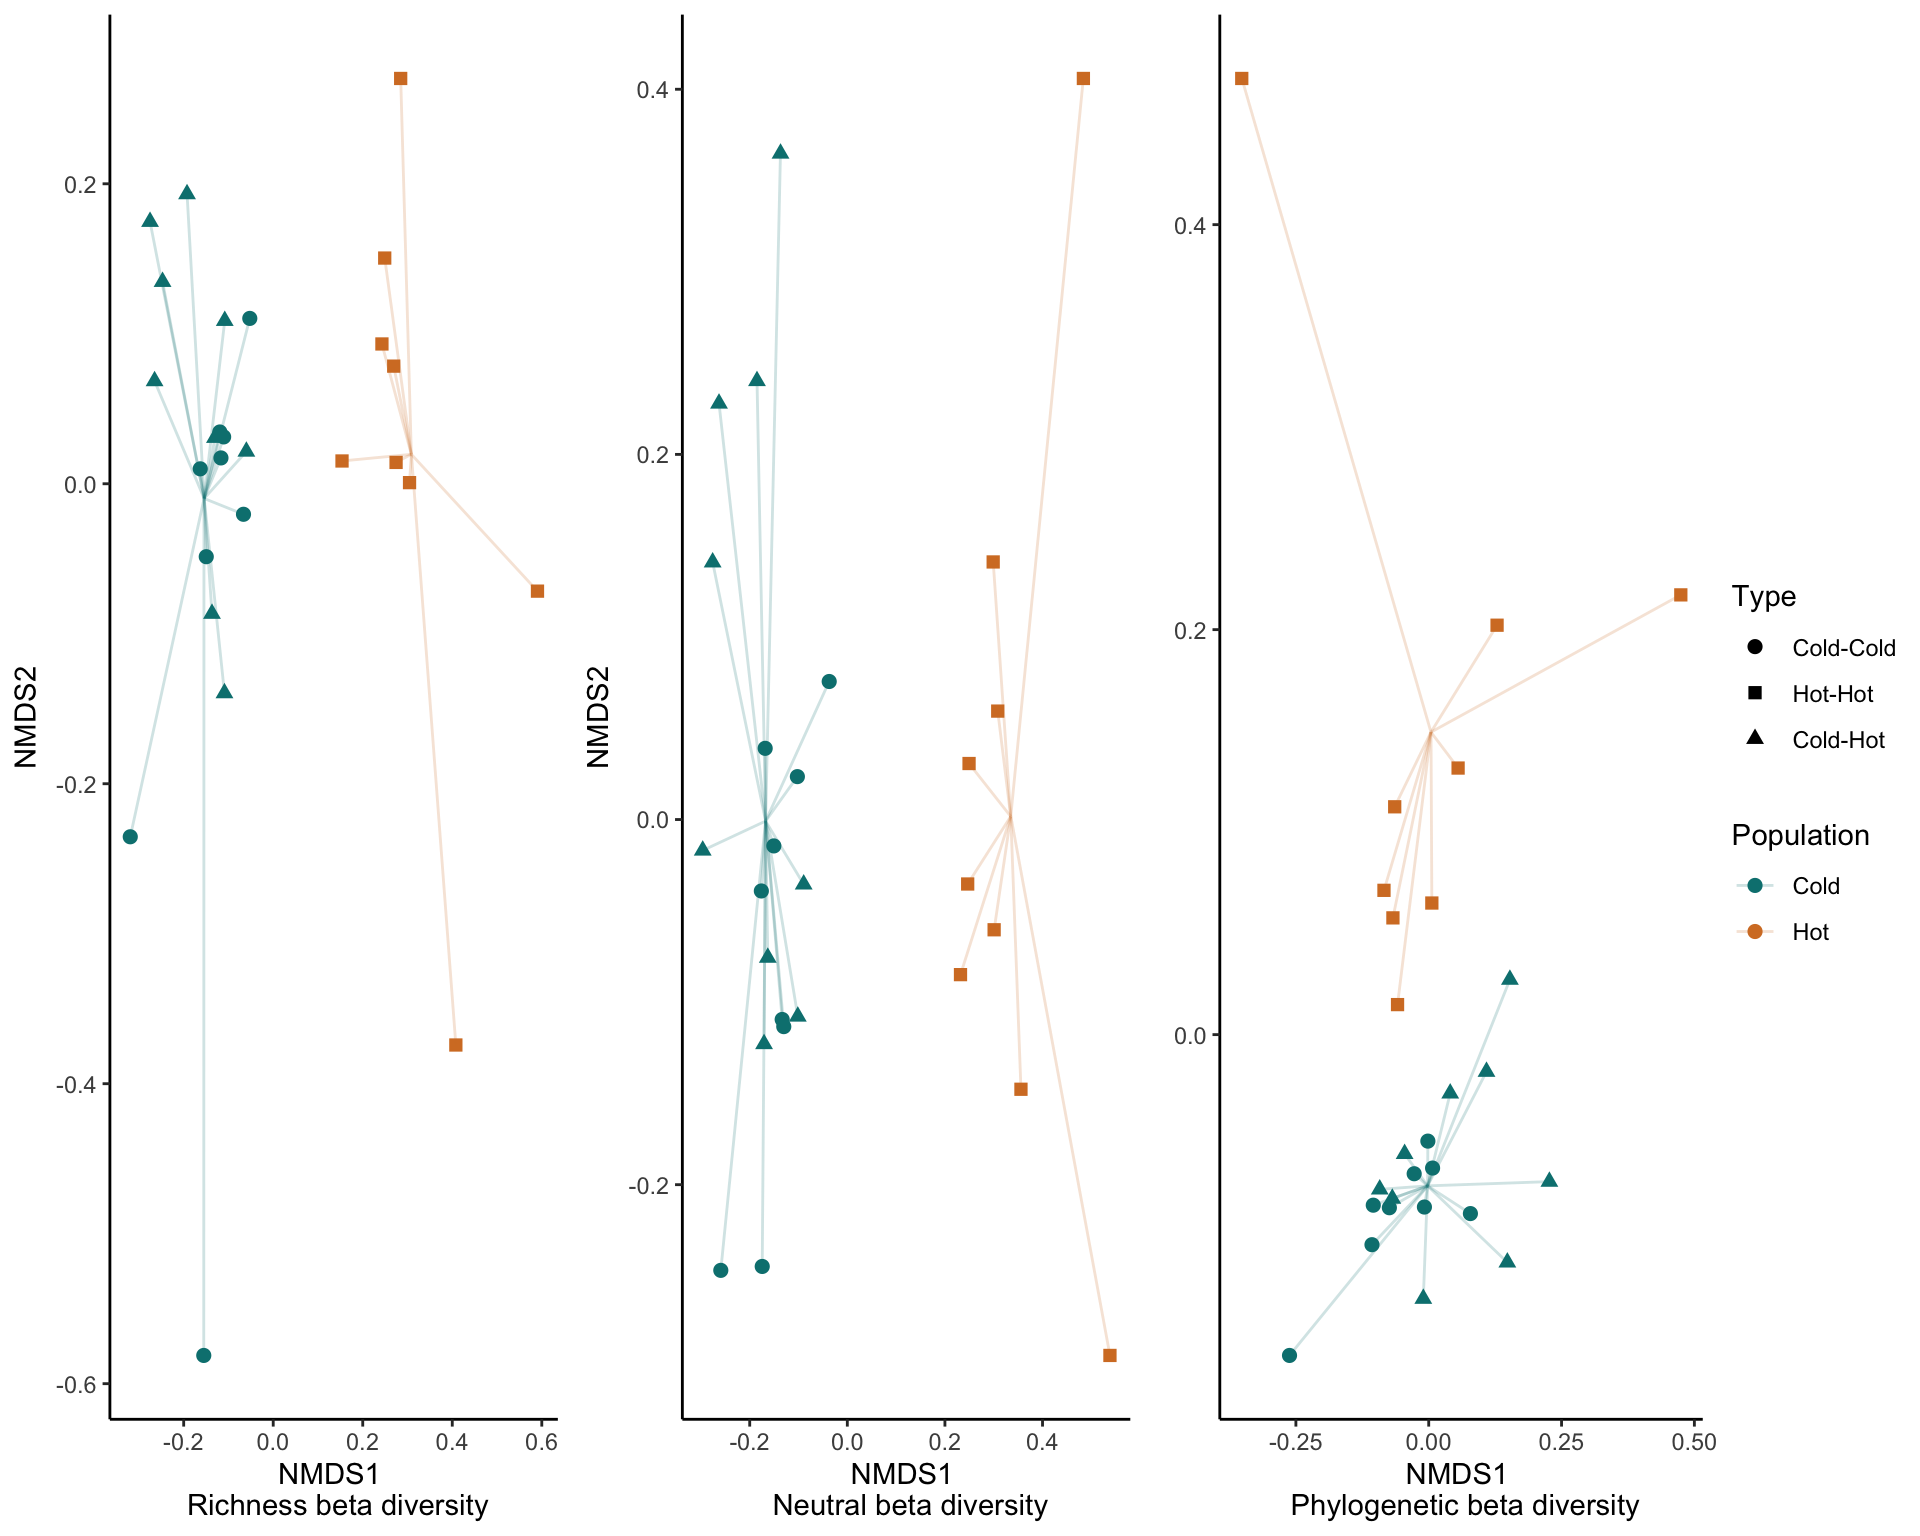 NMDS2
0.2
0.0
-0.2
-0.4
-0.6
-0.2 0.0 0.2 0.4 0.6
NMDS1
Richness beta diversity
NMDS2
0.4
0.2
0.0
-0.2
-0.2 0.0 0.2 0.4
NMDS1
Neutral beta diversity
0.4
0.2
0.0
-0.25 0.00 0.25 0.50
NMDS1
Phylogenetic beta diversity
Type
Cold-Cold
Hot-Hot
Cold-Hot
Population
Cold
Hot